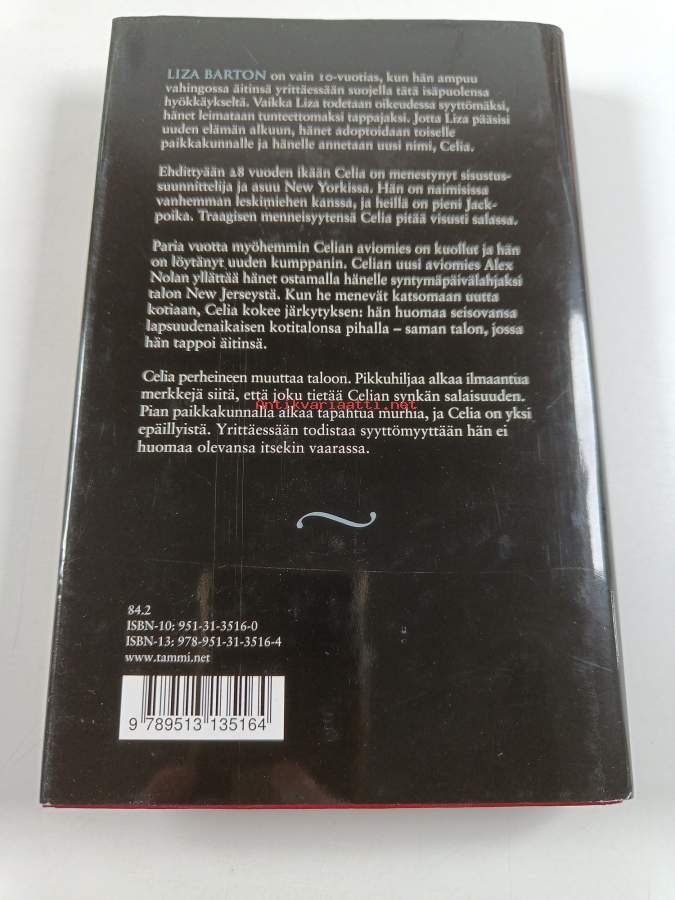 LIZA BARTON on vain 10-vuotias, kun hän ampuu
vahingossa äitinsä yrittäessään suojella tätä isäpuolensa
hyökkäykseltä. Vaikka Liza todetaan oikeudessa syyttömäksi,
hänet leimataan tunteettomaksi tappajaksi. Jotta Liza pääsisi
uuden elämän alkuun, hänet adoptoidaan toiselle
paikkakunnalle ja hänelle annetaan uusi nimi, Celia.
Ehdittyään 28 vuoden ikään Celia on menestynyt sisustus-
suunnittelija ja asuu New Yorkissa. Hän on naimisissa
vanhemman leskimiehen kanssa, ja heillä on pieni Jack-
poika. Traagisen menneisyytensä Celia pitää visusti salassa.
Paria vuotta myöhemmin Celian aviomies on kuollut ja hän
on löytänyt uuden kumppanin. Celian uusi aviomies Alex
Nolan yllättää hänet ostamalla hänelle syntymäpäivälahjaksi
talon New Jerseystä. Kun he menevät katsomaan uutta
kotiaan, Celia kokee järkytyksen: hän huomaa seisovansa
lapsuudenaikaisen kotitalonsa pihalla – saman talon, jossa
hän tappoi äitinsä.
Celia perheineen muuttaa taloon. Pikkuhiljaa alkaa ilmaantua
merkkejä siitä, että joku tietää Celian synkän salaisuuden.
Antikvariaatti.net
Pian paikkakunnalla alkaa tapahtua murhia, ja Celia on yksi
epäillyistä. Yrittäessään todistaa syyttömyyttään hän ei
huomaa olevansa itsekin vaarassa.
84.2
ISBN-10: 951-31-3516-0
ISBN-13: 978-951-31-3516-4
www.tammi.net
9 789513 135164